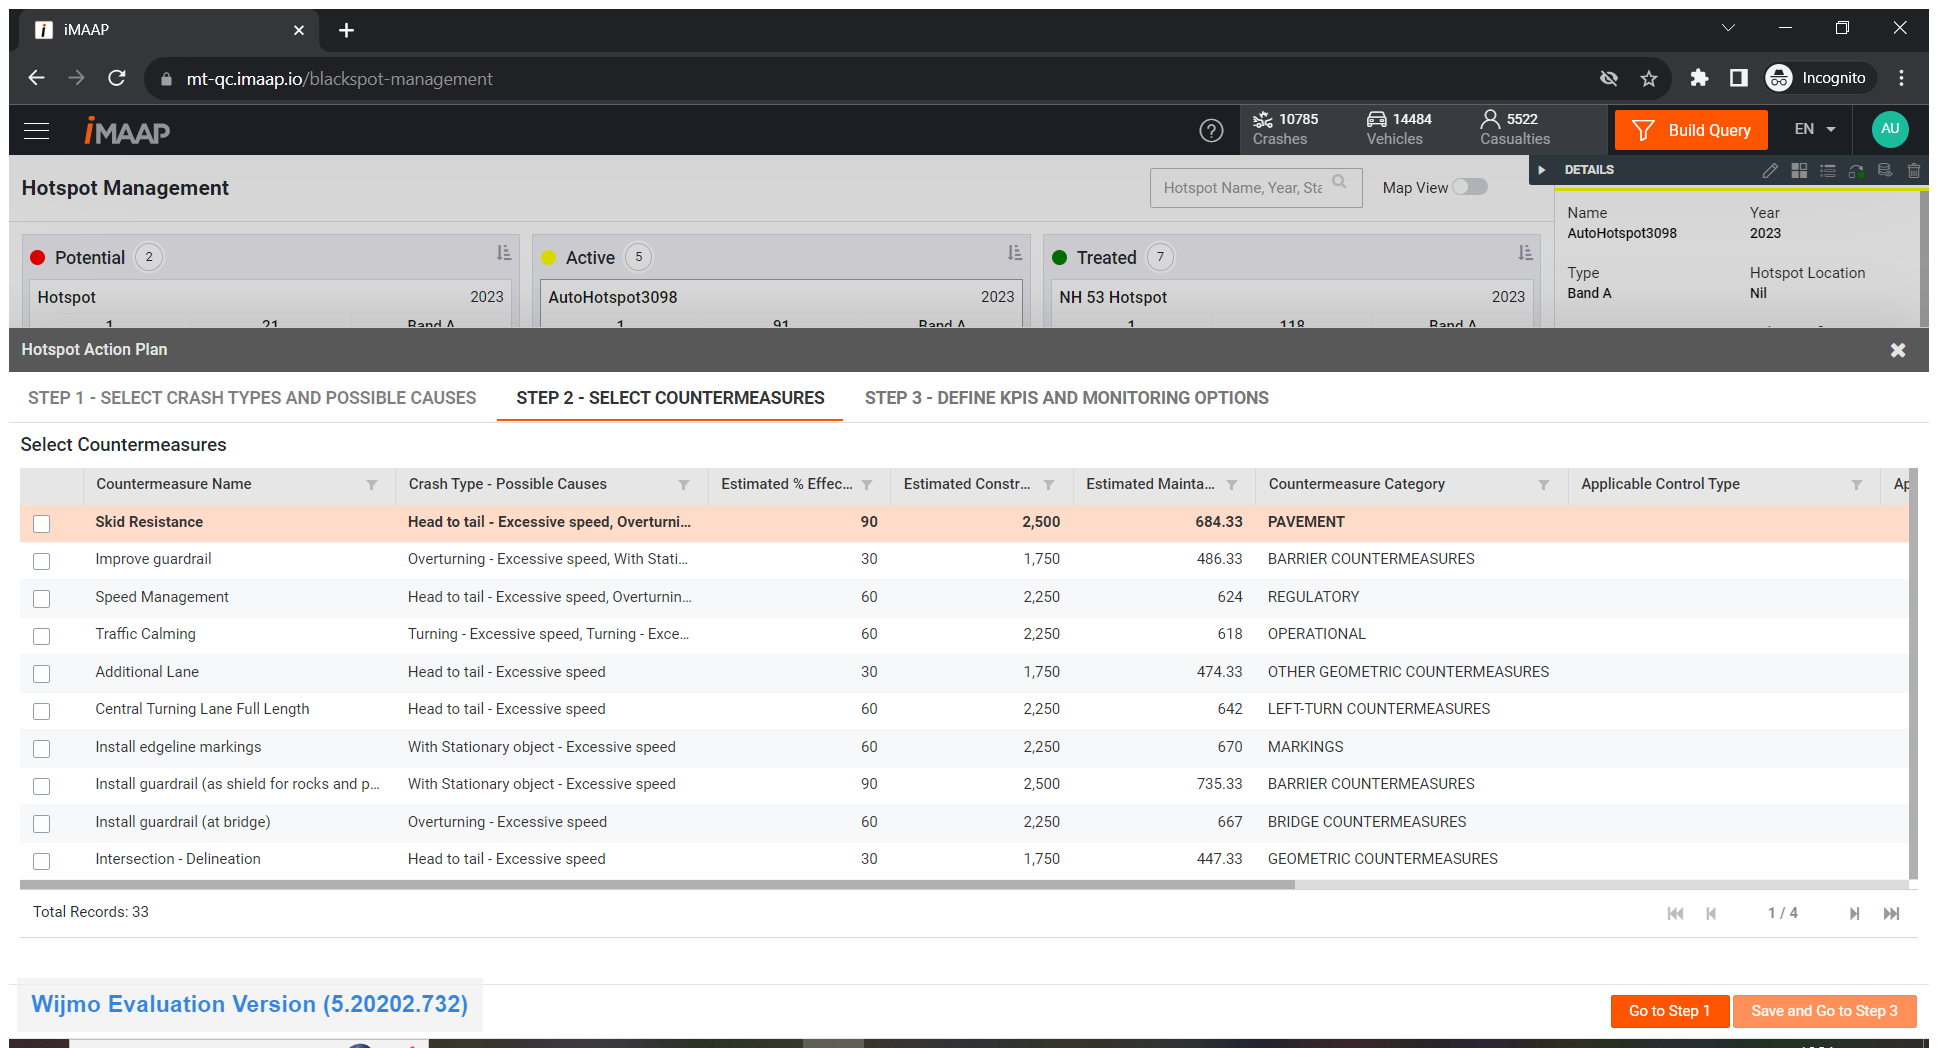 iMAAP
mt-qc.imaap.io/blackspot-management
Incognito
iMAAP
10785
Crashes
14484
Vehicles
5522
Casualties
Build Query
EN
AU
Hotspot Management
Hotspot Name, Year, Sta
Map View
DETAILS
Name
AutoHotspot3098
Year
2023
Type
Band A
Hotspot Location
Nil
Potential 2
Active 5
Treated 7
Hotspot 2023
AutoHotspot3098 2023
NH 53 Hotspot 2023
1 21 Band A
1 91 Band A
1 118 Band A
Hotspot Action Plan
STEP 1 - SELECT CRASH TYPES AND POSSIBLE CAUSES STEP 2 - SELECT COUNTERMEASURES STEP 3 - DEFINE KPIS AND MONITORING OPTIONS
Select Countermeasures
Countermeasure Name Crash Type - Possible Causes Estimated % Effec... Estimated Constr... Estimated Mainta... Countermeasure Category Applicable Control Type Ap
Skid Resistance Head to tail - Excessive speed, Overturni... 90 2,500 684.33 PAVEMENT
Improve guardrail Overturning - Excessive speed, With Stati... 30 1,750 486.33 BARRIER COUNTERMEASURES
Speed Management Head to tail - Excessive speed, Overturnin... 60 2,250 624 REGULATORY
Traffic Calming Turning - Excessive speed, Turning - Exce... 60 2,250 618 OPERATIONAL
Additional Lane Head to tail - Excessive speed 30 1,750 474.33 OTHER GEOMETRIC COUNTERMEASURES
Central Turning Lane Full Length Head to tail - Excessive speed 60 2,250 642 LEFT-TURN COUNTERMEASURES
Install edgeline markings With Stationary object - Excessive speed 60 2,250 670 MARKINGS
Install guardrail (as shield for rocks and p... With Stationary object - Excessive speed 90 2,500 735.33 BARRIER COUNTERMEASURES
Install guardrail (at bridge) Overturning - Excessive speed 60 2,250 667 BRIDGE COUNTERMEASURES
Intersection - Delineation Head to tail - Excessive speed 30 1,750 447.33 GEOMETRIC COUNTERMEASURES
Total Records: 33
1 / 4
Wijmo Evaluation Version (5.20202.732)
Go to Step 1
Save and Go to Step 3